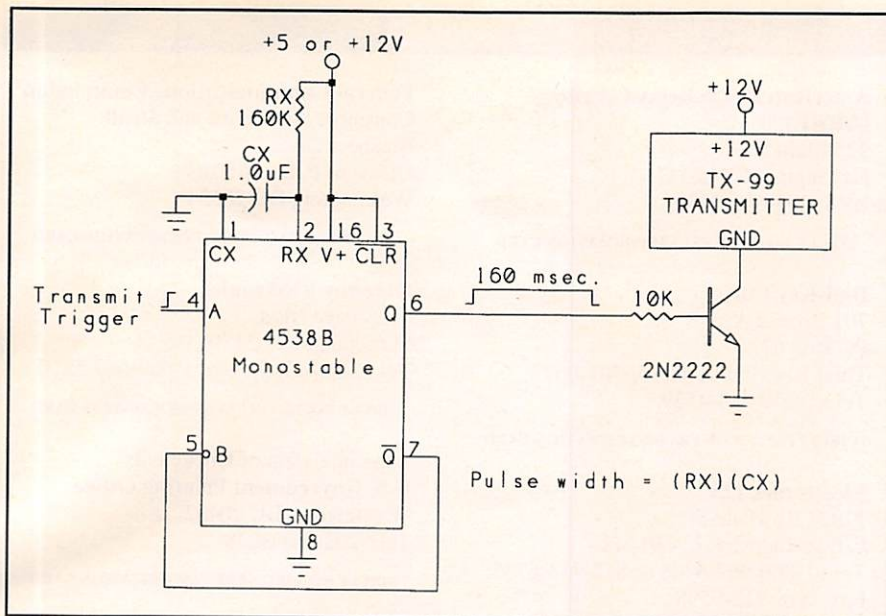 +5 or +12V
RX
160K
CX
1.0uF
+12V
+12V
TX-99
TRANSMITTER
GND
1 2 16 3
CX RX V+ CLR
Transmit
Trigger
4 A
4538B
Monostable
Q 6
160 msec.
10K
2N2222
5 B
Q 7
Pulse width = (RX)(CX)
GND
8